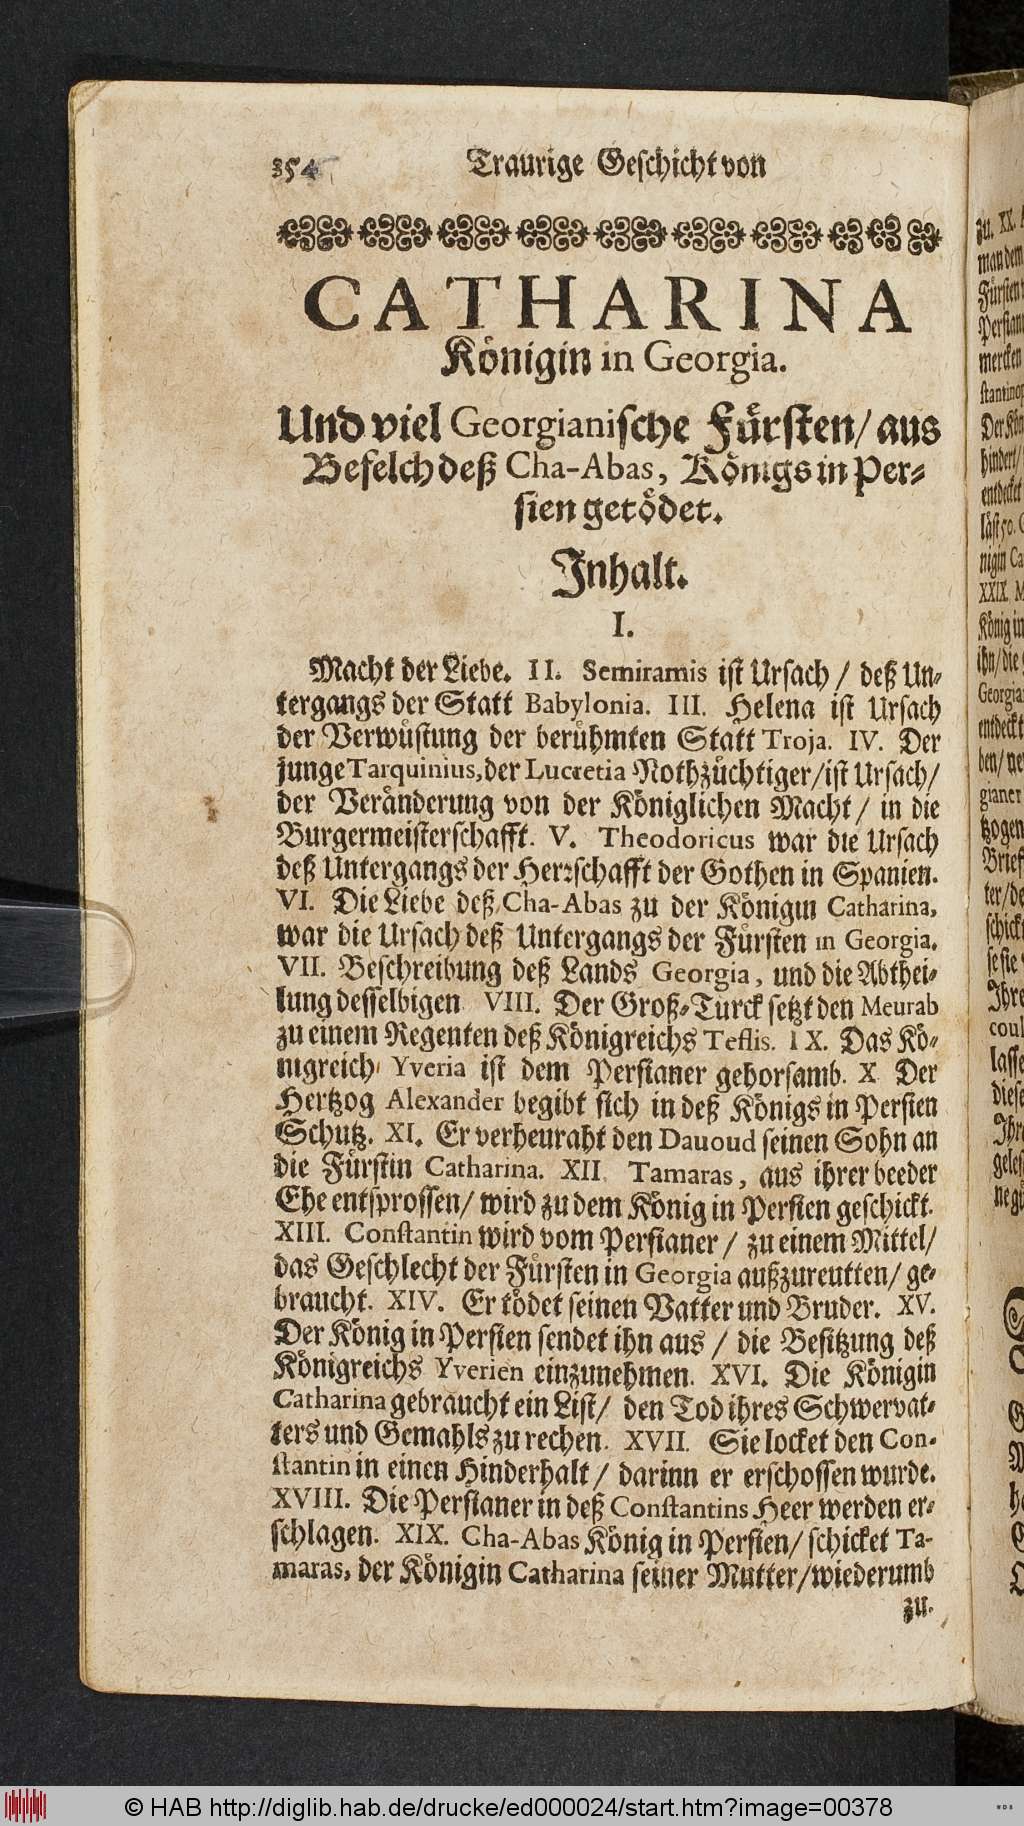 354 Traurige Geschicht von
CATHARINA
Königin in Georgia.
Und viel Georgianische Fürsten/ aus
Befelch deß Cha-Abas, Königs in Per-
sien getödet.
Inhalt.
I.
Macht der Liebe. II. Semiramis ist Ursach / deß Un-
tergangs der Statt Babylonia. III. Helena ist Ursach
der Verwüstung der berühmten Statt Troja. IV. Der
junge Tarquinius, der Lucretia Nothzüchtiger/ ist Ursach/
der Veränderung von der Königlichen Macht / in die
Burgermeisterschafft. V. Theodoricus war die Ursach
deß Untergangs der Herrschafft der Gothen in Spanien.
VI. Die Liebe deß Cha-Abas zu der Königin Catharina,
war die Ursach deß Untergangs der Fürsten in Georgia.
VII. Beschreibung deß Lands Georgia, und die Abthei-
lung desselbigen VIII. Der Groß-Türck setzt den Meurab
zu einem Regenten deß Königreichs Teflis. IX. Das Kö-
nigreich Yveria ist dem Persianer gehorsamb. X Der
Hertzog Alexander begibt sich in deß Königs in Persien
Schutz. XI. Er verheuraht den Dauoud seinen Sohn an
die Fürstin Catharina. XII. Tamaras, aus ihrer beeder
Ehe entsprossen/ wird zu dem König in Persien geschickt.
XIII. Constantin wird vom Persianer / zu einem Mittel/
das Geschlecht der Fürsten in Georgia außzureutten/ ge-
braucht. XIV. Er tödet seinen Vatter und Bruder. XV.
Der König in Persien sendet ihn aus / die Besitzung deß
Königreichs Yverien einzunehmen. XVI. Die Königin
Catharina gebraucht ein List/ den Tod ihres Schwervat-
ters und Gemahls zu rechen. XVII. Sie locket den Con-
stantin in einen Hinderhalt / darinn er erschossen wurde.
XVIII. Die Persianer in deß Constantins Heer werden er-
schlagen. XIX. Cha-Abas König in Persien/ schicket Ta-
maras, der Königin Catharina seiner Mutter/ wiederumb
zu.
© HAB http://diglib.hab.de/drucke/ed000024/start.htm?image=00378